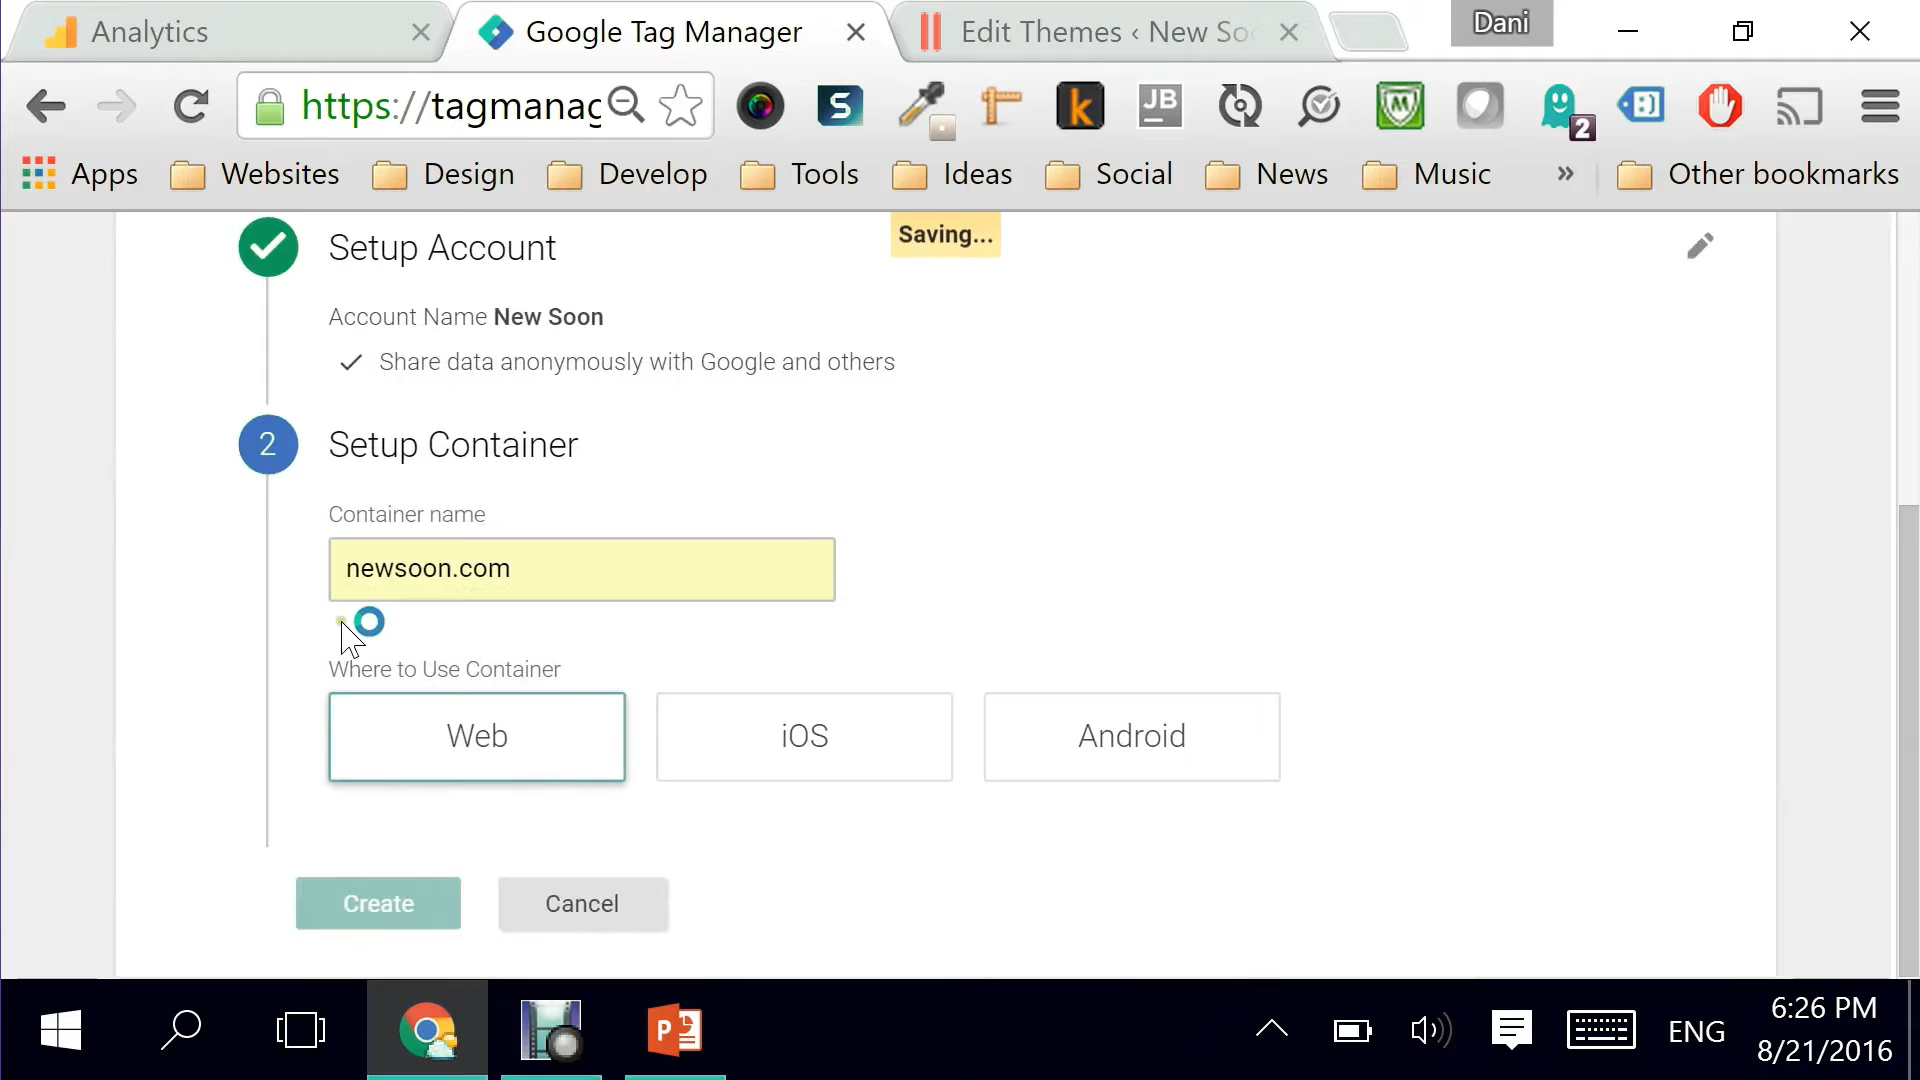 Analytics
Google Tag Manager
Edit Themes ‹ New Soo
Dani
https://tagmanag
S
k
JB
M
2
B)
Apps
Websites
Design
Develop
Tools
Ideas
Social
News
Music
»
Other bookmarks
Setup Account
Saving...
Account Name New Soon
Share data anonymously with Google and others
2
Setup Container
Container name
newsoon.com
Where to Use Container
Web
iOS
Android
Create
Cancel
P
ENG
6:26 PM
8/21/2016